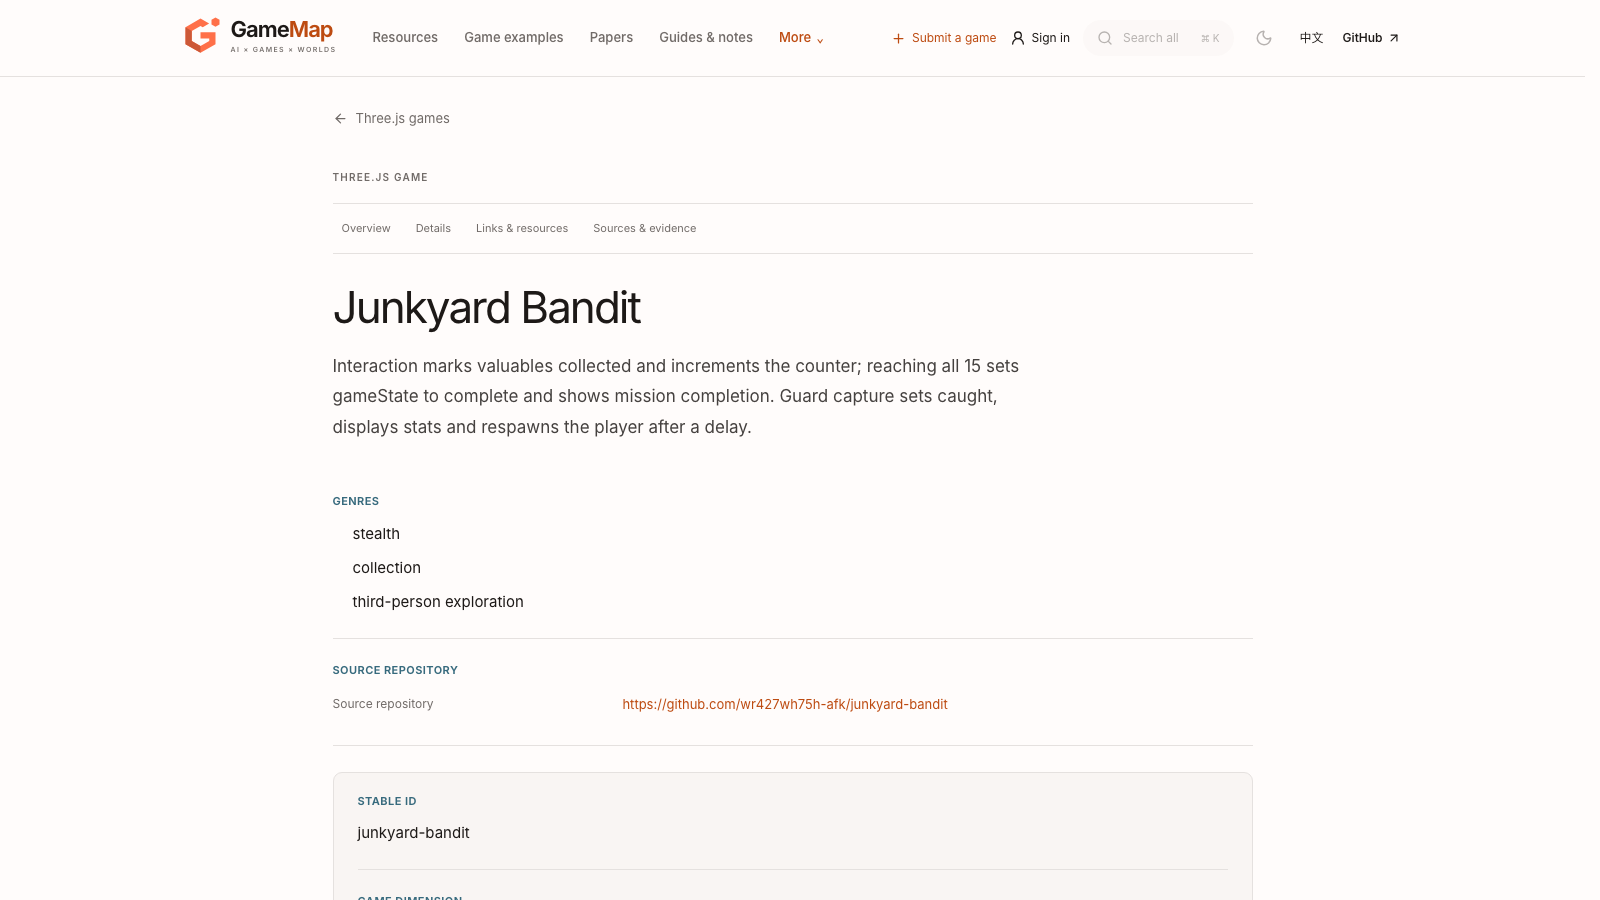 GameMap
AI × GAMES × WORLDS
Resources
Game examples
Papers
Guides & notes
More
Submit a game
Sign in
Search all
⌘ K
中文
GitHub
Three.js games
THREE.JS GAME
Overview
Details
Links & resources
Sources & evidence
Junkyard Bandit
Interaction marks valuables collected and increments the counter; reaching all 15 sets
gameState to complete and shows mission completion. Guard capture sets caught,
displays stats and respawns the player after a delay.
GENRES
stealth
collection
third-person exploration
SOURCE REPOSITORY
Source repository
https://github.com/wr427wh75h-afk/junkyard-bandit
STABLE ID
junkyard-bandit
GAME DIMENSION